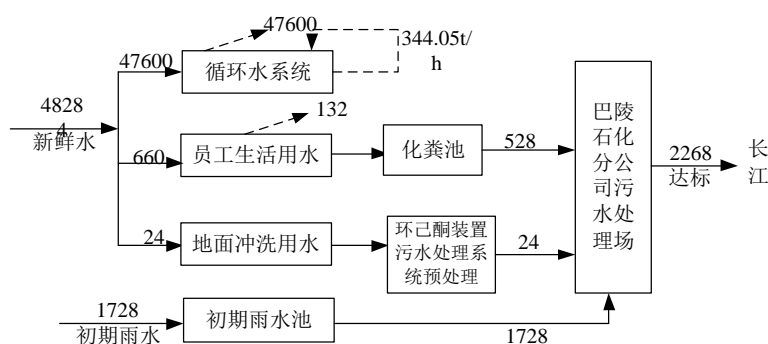 47600
47600
344.05t/
h
循环水系统
4828
4
新鲜水
132
660
员工生活用水
化粪池
528
巴陵
石化
分公
司污
水处
理场
2268
达标
长
江
24
地面冲洗用水
环己酮装置
污水处理系
统预处理
24
1728
初期雨水
初期雨水池
1728